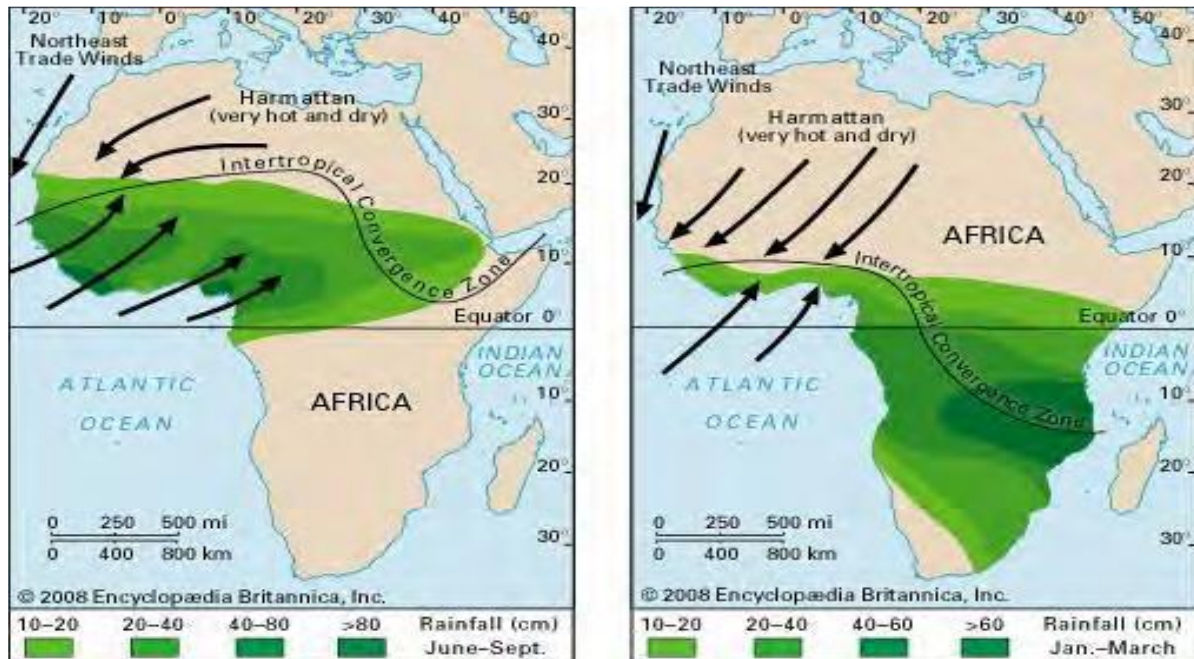 20° 10° 0° 10° 20° 30° 40° 50°
Northeast
Trade Winds
40°
Harmattan
(very hot and dry)
30°
Intertropical Convergence Zone
20°
10°
Equator 0°
INDIAN
OCEAN
ATLANTIC
OCEAN
AFRICA
10°
20°
0 250 500 mi
0 400 800 km
30°
© 2008 Encyclopædia Britannica, Inc.
10–20 20–40 40–80 >80 Rainfall (cm)
June–Sept.
20° 10° 0° 10° 20° 30° 40° 50°
40°
Northeast
Trade Winds
30°
Harmattan
(very hot and dry)
20°
AFRICA
10°
Intertropical Convergence Zone
Equator 0°
INDIAN
OCEAN
ATLANTIC
OCEAN
10°
20°
0 250 500 mi
0 400 800 km
30°
© 2008 Encyclopædia Britannica, Inc.
10–20 20–40 40–60 >60 Rainfall (cm)
Jan.–March